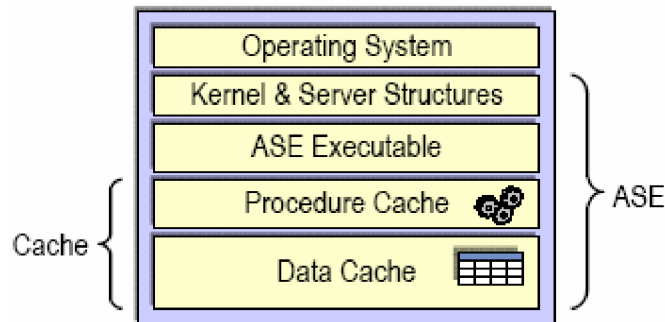 Operating System
Kernel & Server Structures
ASE Executable
Procedure Cache
Data Cache
Cache
ASE